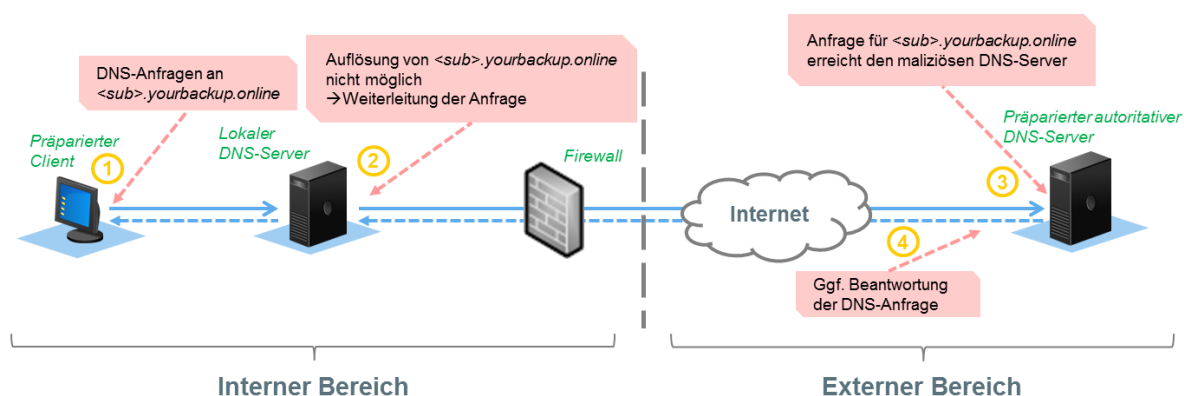 DNS-Anfragen an
<sub>.yourbackup.online
Auflösung von <sub>.yourbackup.online
nicht möglich
→Weiterleitung der Anfrage
Anfrage für <sub>.yourbackup.online
erreicht den maliziösen DNS-Server
Präparierter
Client
1
Lokaler
DNS-Server
2
Firewall
Internet
Präparierter autoritativer
DNS-Server
3
4
Ggf. Beantwortung
der DNS-Anfrage
Interner Bereich
Externer Bereich